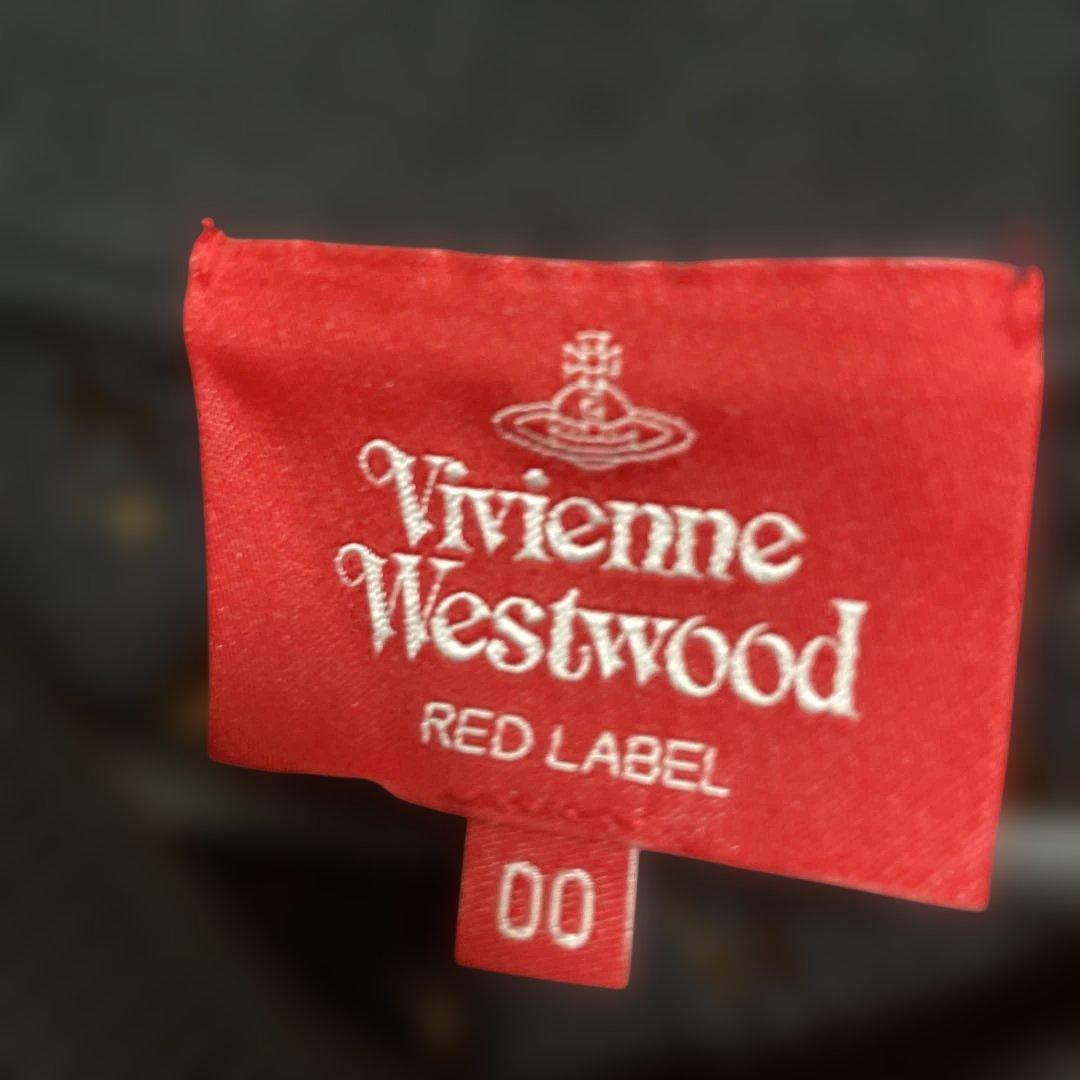 Vivienne
Westwood
RED LABEL
00